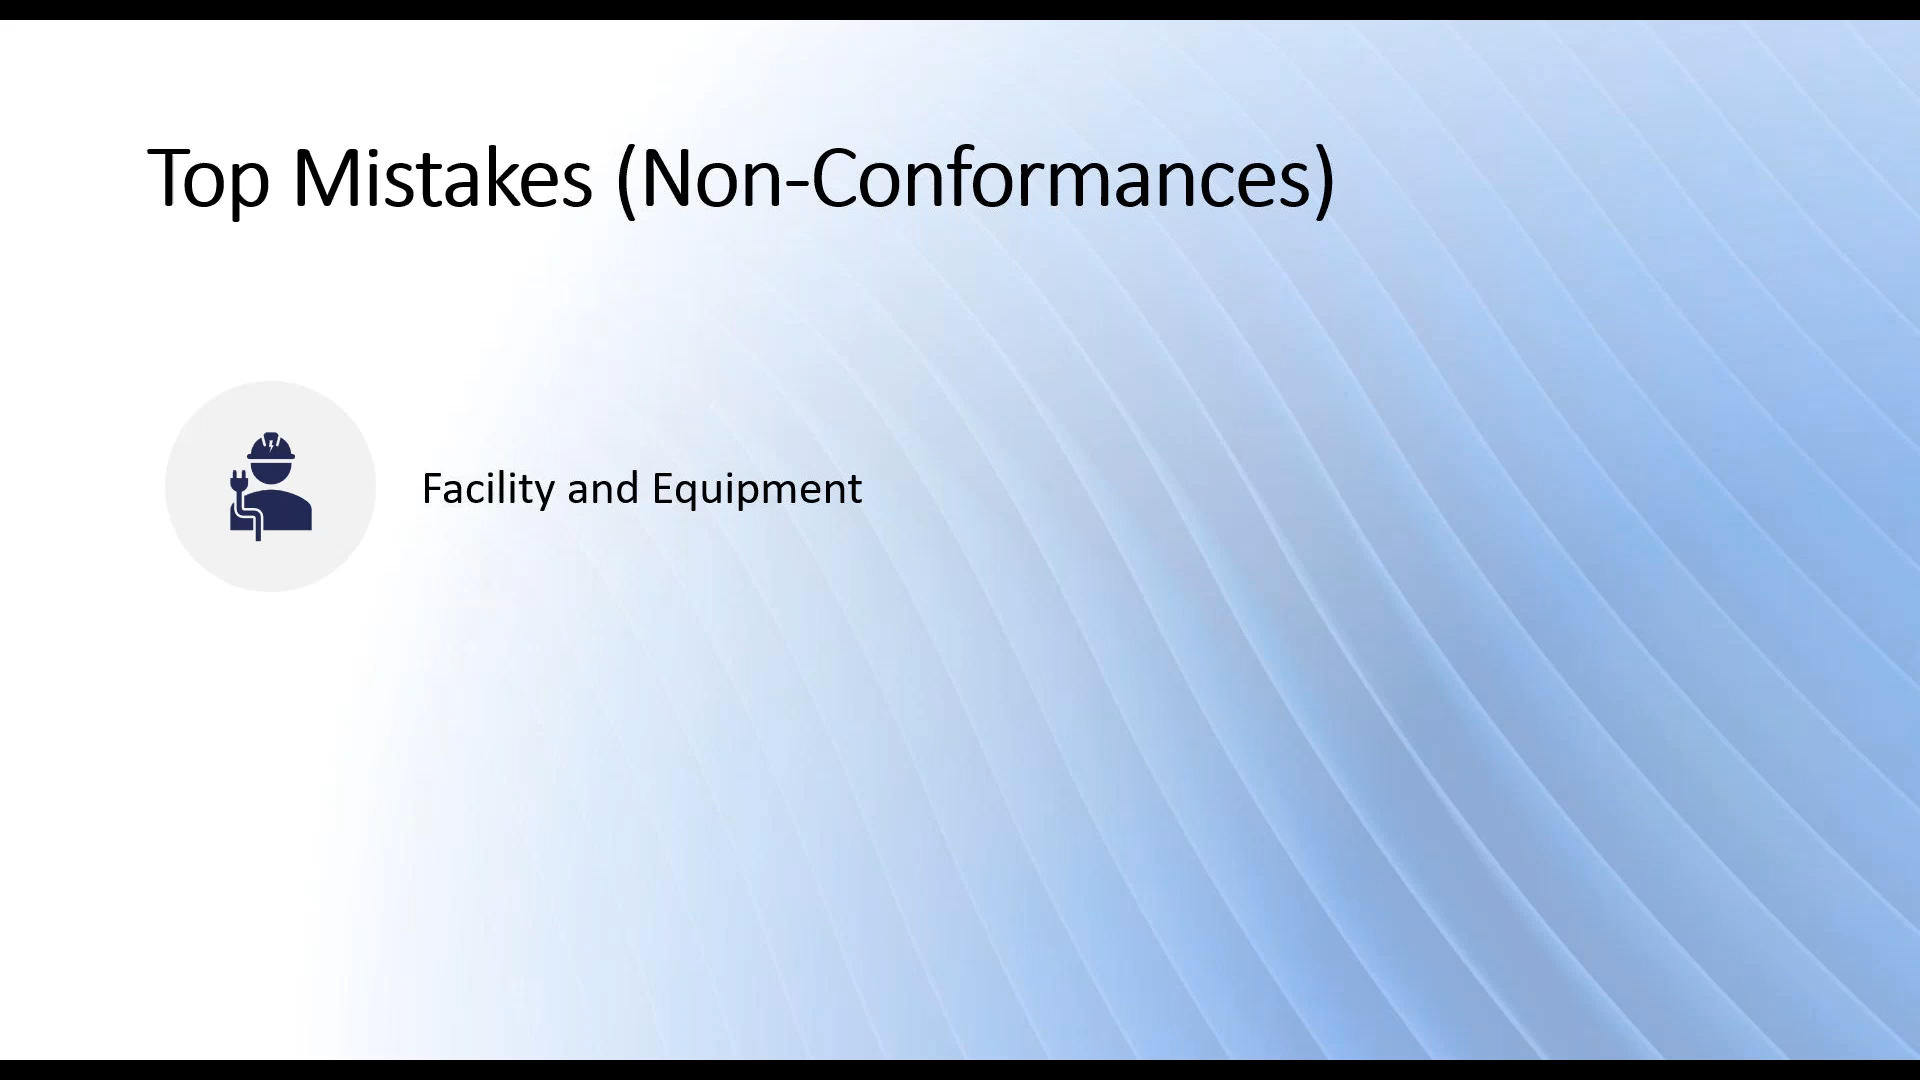 Top Mistakes (Non-Conformances)
Facility and Equipment